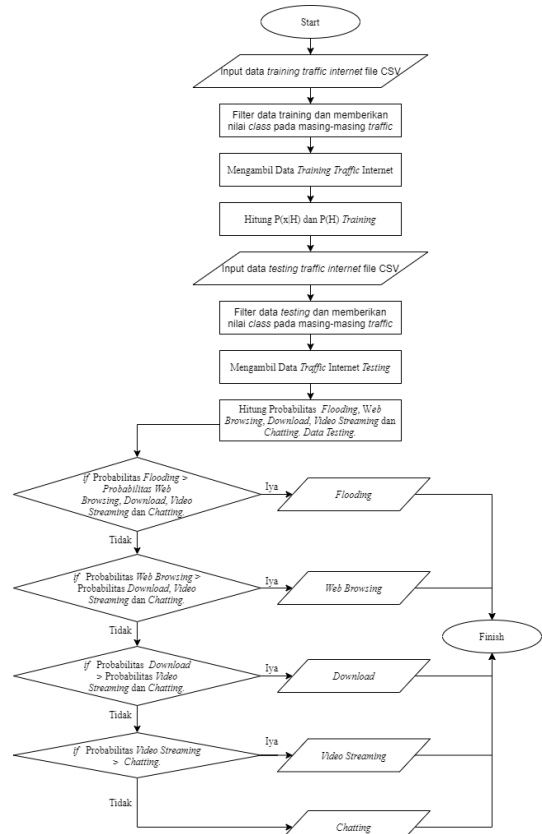 Start
Input data training traffic internet file CSV
Filter data training dan memberikan
nilai class pada masing-masing traffic
Mengambil Data Training Traffic Internet
Hitung P(x|H) dan P(H) Training
Input data testing traffic internet file CSV
Filter data testing dan memberikan
nilai class pada masing-masing traffic
Mengambil Data Traffic Internet Testing
Hitung Probabilitas Flooding, Web
Browsing, Download, Video Streaming dan
Chatting. Data Testing.
if Probabilitas Flooding >
Probabilitas Web
Browsing, Download, Video
Streaming dan Chatting.
Iya
Flooding
Tidak
if Probabilitas Web Browsing >
Probabilitas Download, Video
Streaming dan Chatting.
Iya
Web Browsing
Tidak
Finish
if Probabilitas Download
> Probabilitas Video
Streaming dan Chatting.
Iya
Download
Tidak
if Probabilitas Video Streaming
> Chatting.
Iya
Video Streaming
Tidak
Chatting